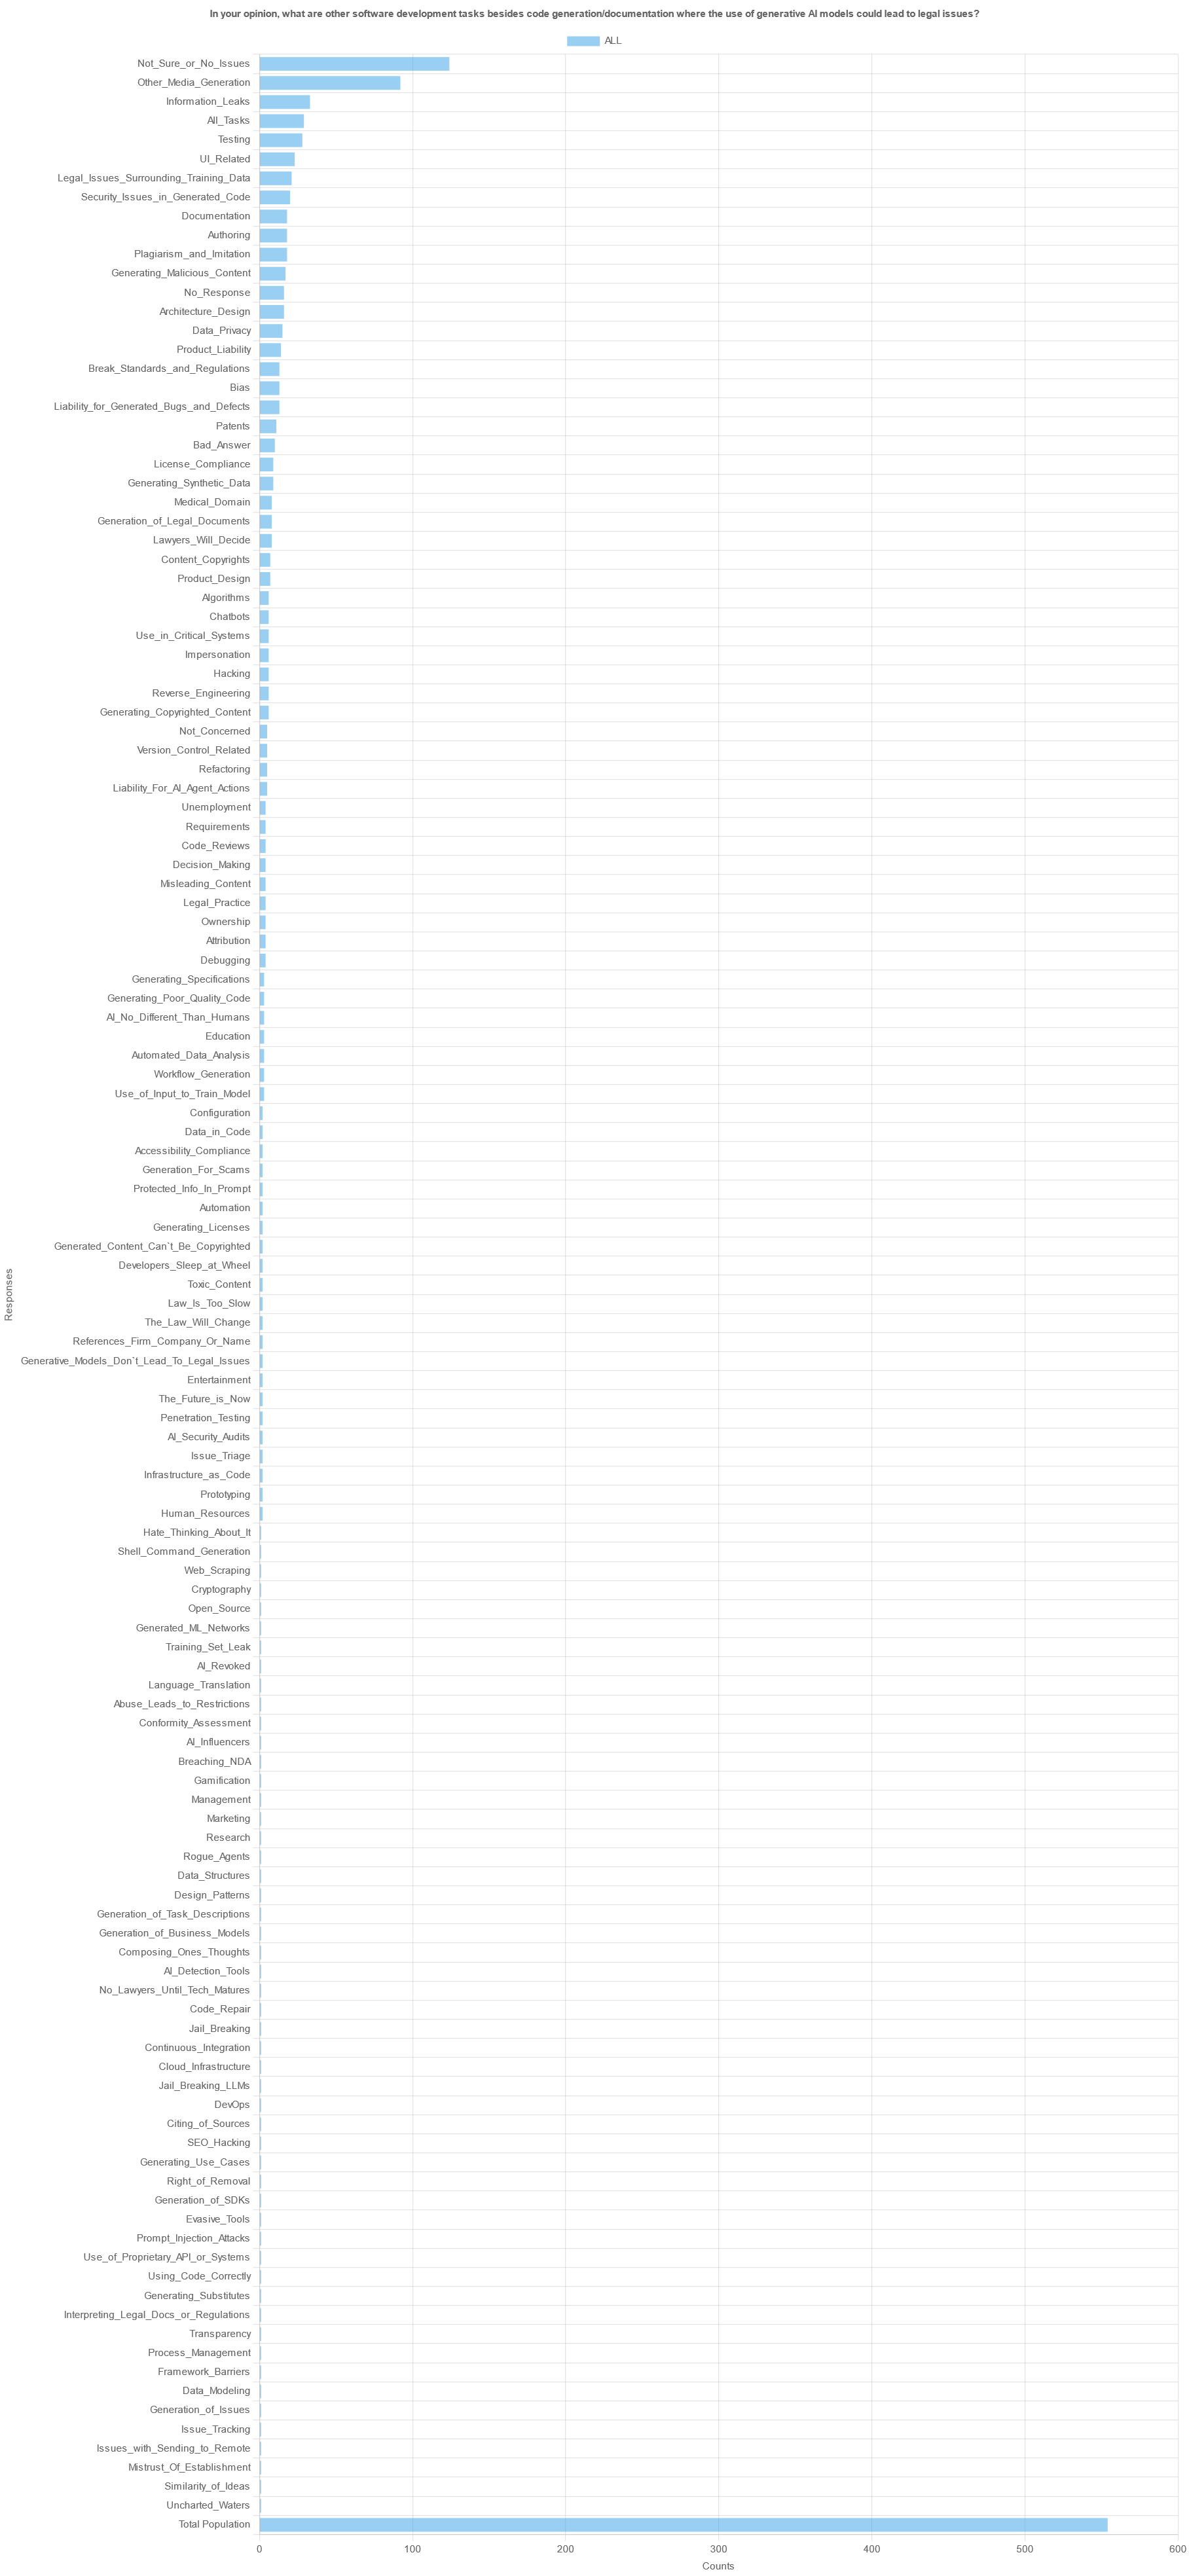 In your opinion, what are other software development tasks besides code generation/documentation where the use of generative AI models could lead to legal issues?
ALL
Not_Sure_or_No_Issues
Other_Media_Generation
Information_Leaks
All_Tasks
Testing
UI_Related
Legal_Issues_Surrounding_Training_Data
Security_Issues_in_Generated_Code
Documentation
Authoring
Plagiarism_and_Imitation
Generating_Malicious_Content
No_Response
Architecture_Design
Data_Privacy
Product_Liability
Break_Standards_and_Regulations
Bias
Liability_for_Generated_Bugs_and_Defects
Patents
Bad_Answer
License_Compliance
Generating_Synthetic_Data
Medical_Domain
Generation_of_Legal_Documents
Lawyers_Will_Decide
Content_Copyrights
Product_Design
Algorithms
Chatbots
Use_in_Critical_Systems
Impersonation
Hacking
Reverse_Engineering
Generating_Copyrighted_Content
Not_Concerned
Version_Control_Related
Refactoring
Liability_For_AI_Agent_Actions
Unemployment
Requirements
Code_Reviews
Decision_Making
Misleading_Content
Legal_Practice
Ownership
Attribution
Debugging
Generating_Specifications
Generating_Poor_Quality_Code
AI_No_Different_Than_Humans
Education
Automated_Data_Analysis
Workflow_Generation
Use_of_Input_to_Train_Model
Configuration
Data_in_Code
Accessibility_Compliance
Generation_For_Scams
Protected_Info_In_Prompt
Automation
Generating_Licenses
Generated_Content_Can`t_Be_Copyrighted
Developers_Sleep_at_Wheel
Toxic_Content
Law_Is_Too_Slow
The_Law_Will_Change
References_Firm_Company_Or_Name
Generative_Models_Don`t_Lead_To_Legal_Issues
Entertainment
The_Future_is_Now
Penetration_Testing
AI_Security_Audits
Issue_Triage
Infrastructure_as_Code
Prototyping
Human_Resources
Hate_Thinking_About_It
Shell_Command_Generation
Web_Scraping
Cryptography
Open_Source
Generated_ML_Networks
Training_Set_Leak
AI_Revoked
Language_Translation
Abuse_Leads_to_Restrictions
Conformity_Assessment
AI_Influencers
Breaching_NDA
Gamification
Management
Marketing
Research
Rogue_Agents
Data_Structures
Design_Patterns
Generation_of_Task_Descriptions
Generation_of_Business_Models
Composing_Ones_Thoughts
AI_Detection_Tools
No_Lawyers_Until_Tech_Matures
Code_Repair
Jail_Breaking
Continuous_Integration
Cloud_Infrastructure
Jail_Breaking_LLMs
DevOps
Citing_of_Sources
SEO_Hacking
Generating_Use_Cases
Right_of_Removal
Generation_of_SDKs
Evasive_Tools
Prompt_Injection_Attacks
Use_of_Proprietary_API_or_Systems
Using_Code_Correctly
Generating_Substitutes
Interpreting_Legal_Docs_or_Regulations
Transparency
Process_Management
Framework_Barriers
Data_Modeling
Generation_of_Issues
Issue_Tracking
Issues_with_Sending_to_Remote
Mistrust_Of_Establishment
Similarity_of_Ideas
Uncharted_Waters
Total Population
Responses
0 100 200 300 400 500 600
Counts